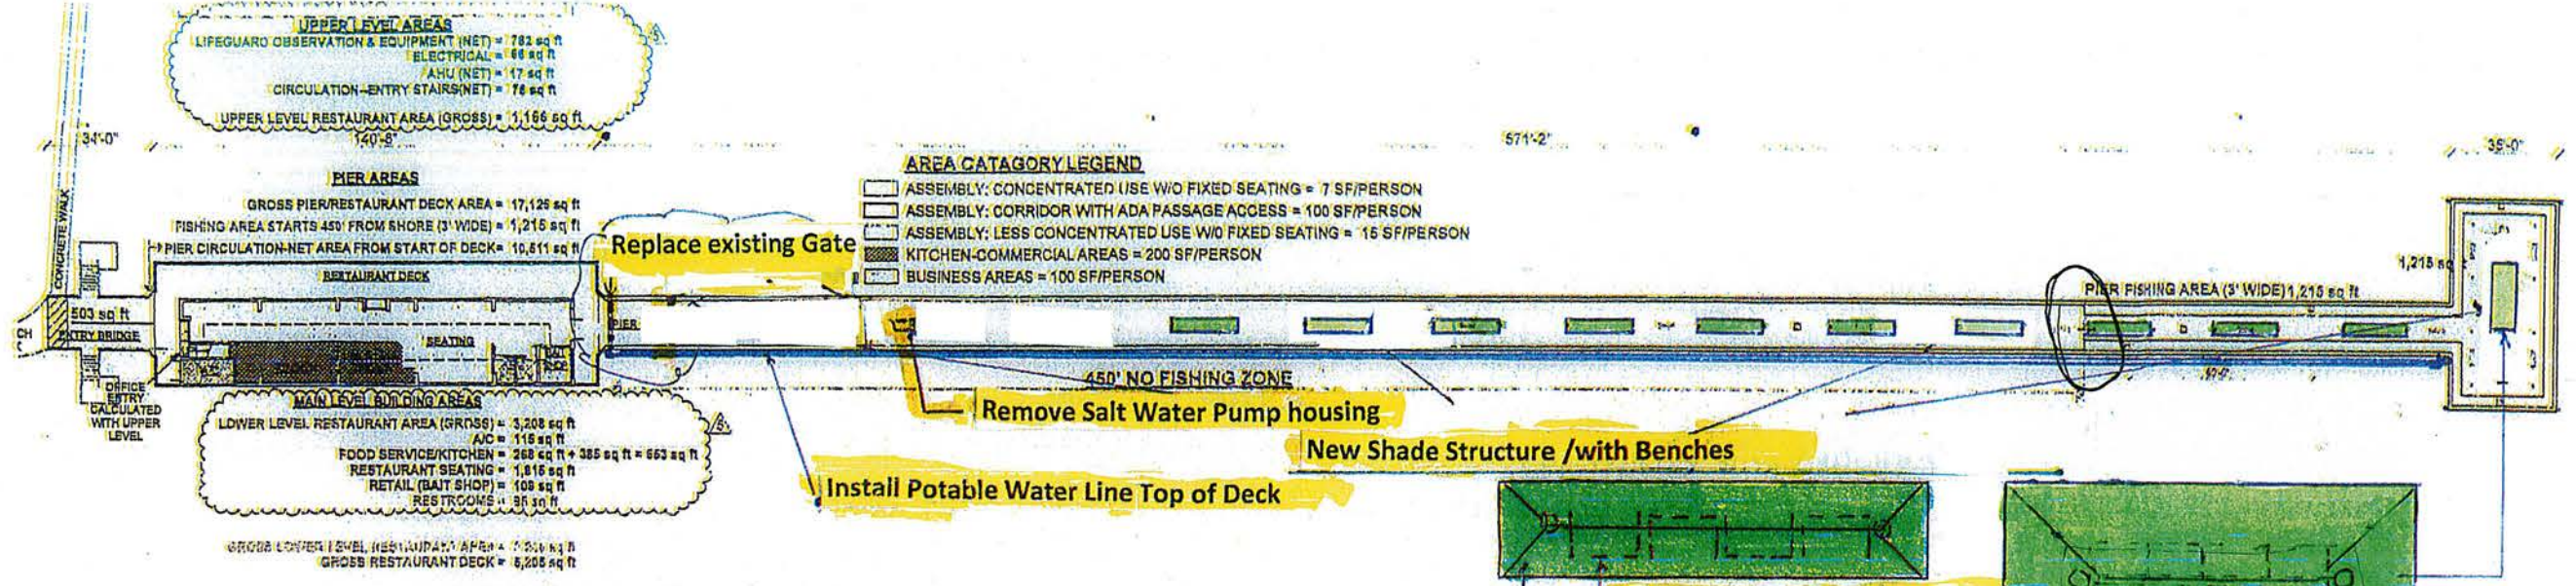 UPPER LEVEL AREAS
LIFEGUARD OBSERVATION & EQUIPMENT (NET) = 782 sq ft
ELECTRICAL = 66 sq ft
AHU (NET) = 17 sq ft
CIRCULATION-ENTRY STAIRS(NET) = 76 sq ft
UPPER LEVEL RESTAURANT AREA (GROSS) = 1,166 sq ft
34'-0"
140'-8"
571'-2"
35'-0"
CONCRETE WALK
PIER AREAS
GROSS PIER/RESTAURANT DECK AREA = 17,125 sq ft
FISHING AREA STARTS 450' FROM SHORE (3' WIDE) = 1,215 sq ft
PIER CIRCULATION-NET AREA FROM START OF DECK= 10,611 sq ft
AREA CATAGORY LEGEND
ASSEMBLY: CONCENTRATED USE W/O FIXED SEATING = 7 SF/PERSON
ASSEMBLY: CORRIDOR WITH ADA PASSAGE ACCESS = 100 SF/PERSON
ASSEMBLY: LESS CONCENTRATED USE W/O FIXED SEATING = 15 SF/PERSON
KITCHEN-COMMERCIAL AREAS = 200 SF/PERSON
BUSINESS AREAS = 100 SF/PERSON
Replace existing Gate
RESTAURANT DECK
503 sq ft
CH
ENTRY BRIDGE
SEATING
PIER
1,215 sq
PIER FISHING AREA (3' WIDE) 1,215 sq ft
450' NO FISHING ZONE
OFFICE
ENTRY
CALCULATED
WITH UPPER
LEVEL
Remove Salt Water Pump housing
New Shade Structure /with Benches
Install Potable Water Line Top of Deck
MAIN LEVEL BUILDING AREAS
LOWER LEVEL RESTAURANT AREA (GROSS) = 3,208 sq ft
A/C = 115 sq ft
FOOD SERVICE/KITCHEN = 268 sq ft + 385 sq ft = 653 sq ft
RESTAURANT SEATING = 1,815 sq ft
RETAIL (BAIT SHOP) = 108 sq ft
RESTROOMS = 95 sq ft
GROSS LOWER LEVEL RESTAURANT AREA =
GROSS RESTAURANT DECK = 5,205 sq ft